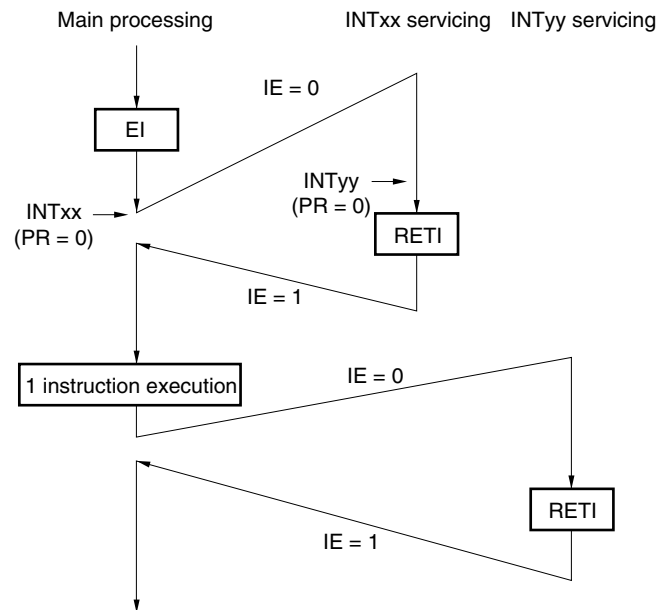 Main processing
INTxx servicing
INTyy servicing
IE = 0
EI
INTyy
(PR = 0)
INTxx
(PR = 0)
RETI
IE = 1
1 instruction execution
IE = 0
RETI
IE = 1